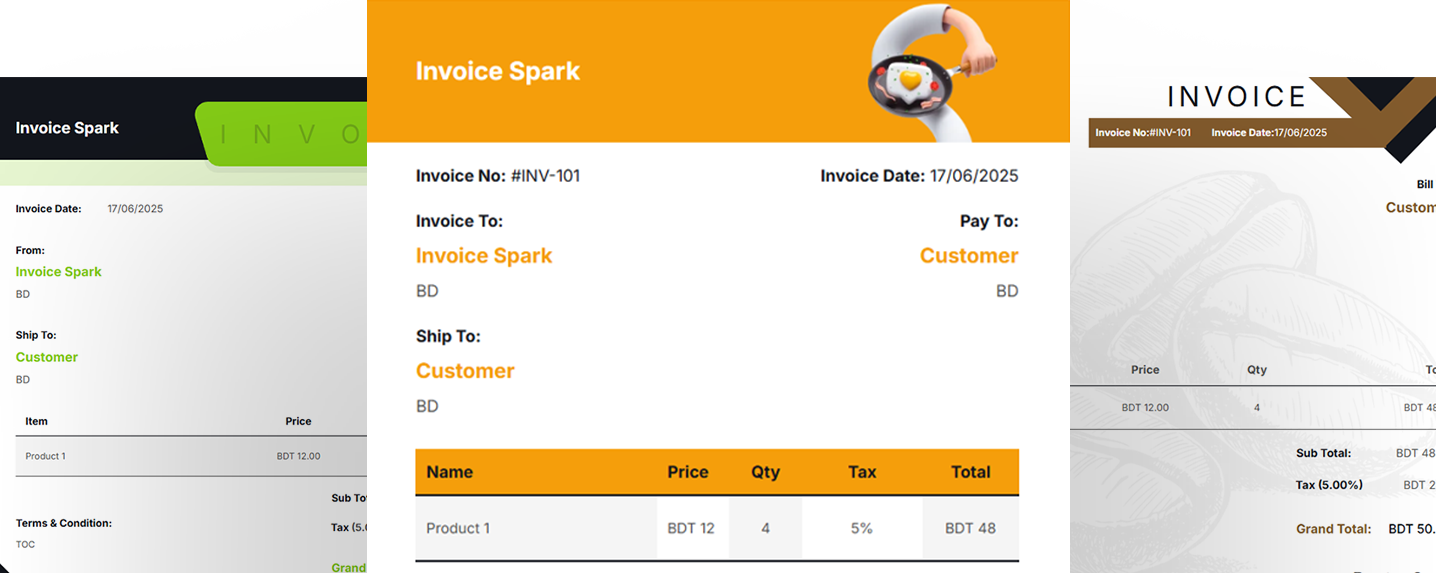 Invoice Spark
I N V O
Invoice Date: 17/06/2025
From:
Invoice Spark
BD
Ship To:
Customer
BD
Item Price
Product 1 BDT 12.00
Sub To
Terms & Condition:
Tax (5.0
TOC
Grand
Invoice Spark
Invoice No: #INV-101 Invoice Date: 17/06/2025
Invoice To: Pay To:
Invoice Spark Customer
BD BD
Ship To:
Customer
BD
Name Price Qty Tax Total
Product 1 BDT 12 4 5% BDT 48
INVOICE
Invoice No:#INV-101 Invoice Date:17/06/2025
Bill
Custom
Price Qty To
BDT 12.00 4 BDT 48
Sub Total: BDT 48
Tax (5.00%) BDT 2
Grand Total: BDT 50.